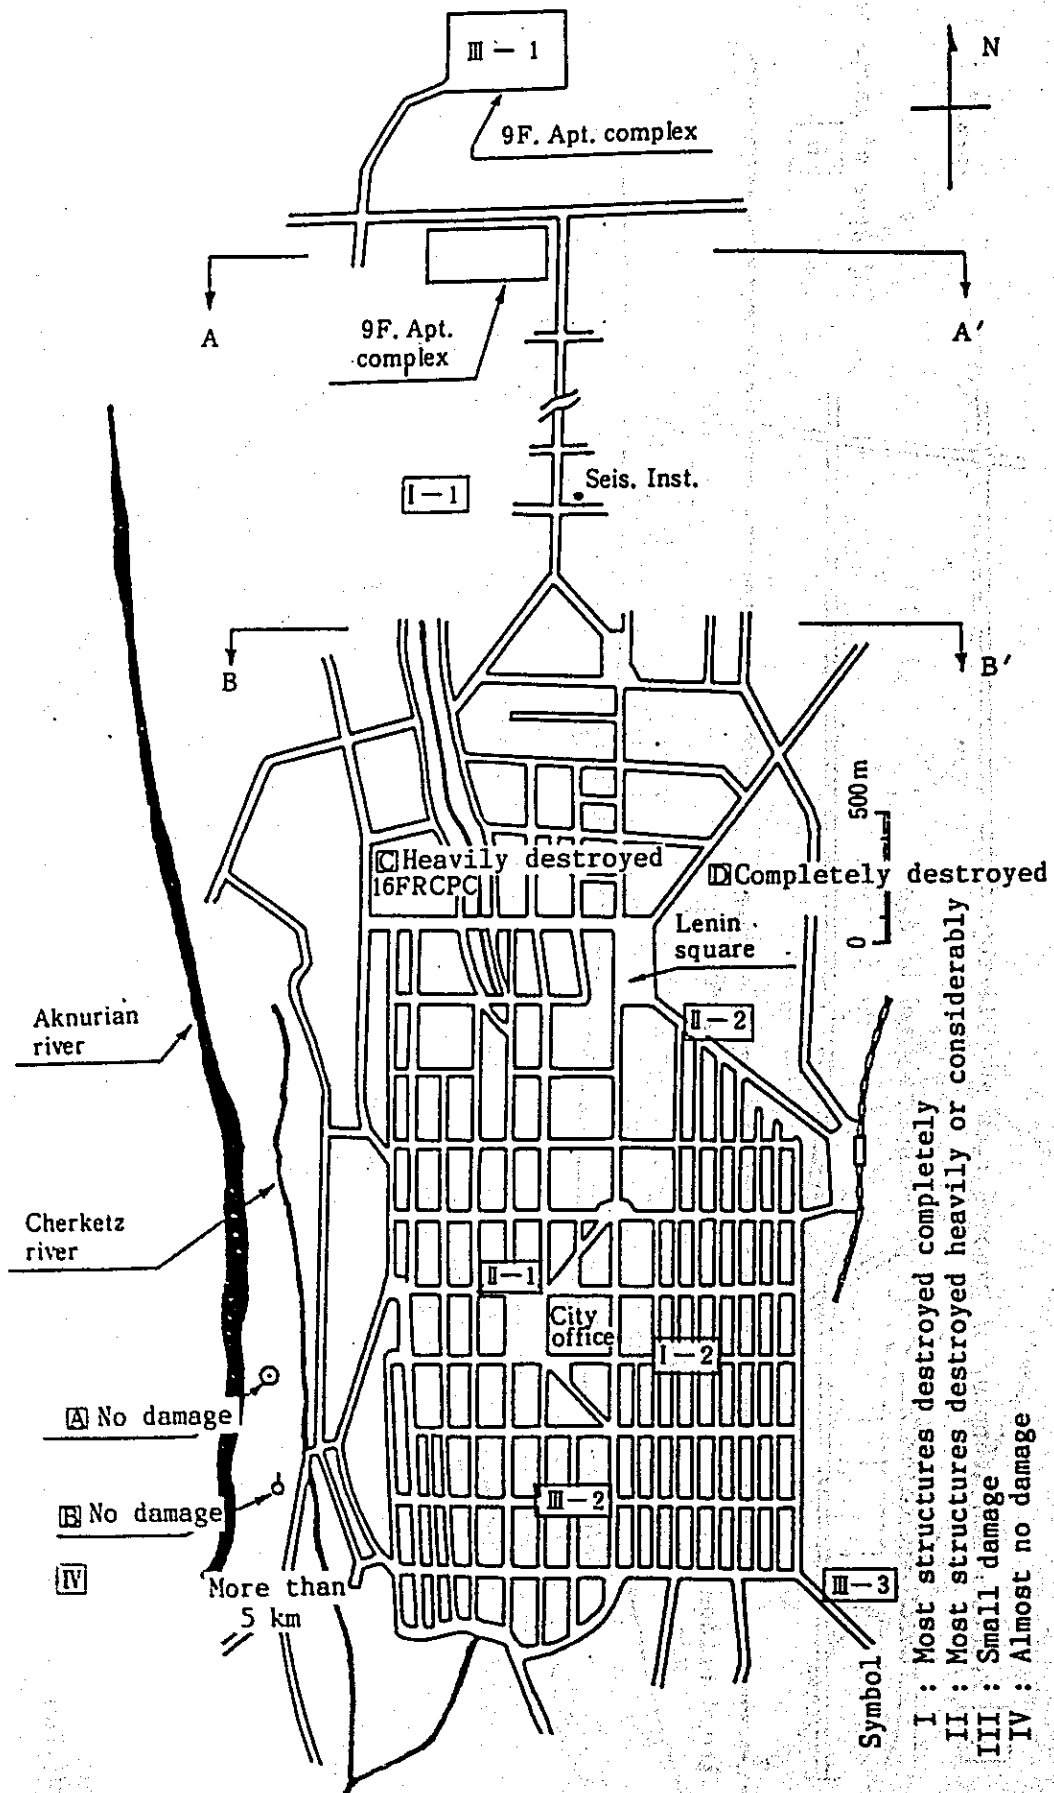 III-1
N
9F. Apt. complex
A
A'
9F. Apt.
complex
I-1
Seis. Inst.
B
B'
500m
0
C Heavily destroyed
16FRCPC
D Completely destroyed
Lenin
square
II-2
Aknurian
river
Cherketz
river
II-1
City
office
I-2
A No damage
B No damage
III-2
IV
More than
5 km
III-3
Symbol
I : Most structures destroyed completely
II : Most structures destroyed heavily or considerably
III : Small damage
IV : Almost no damage